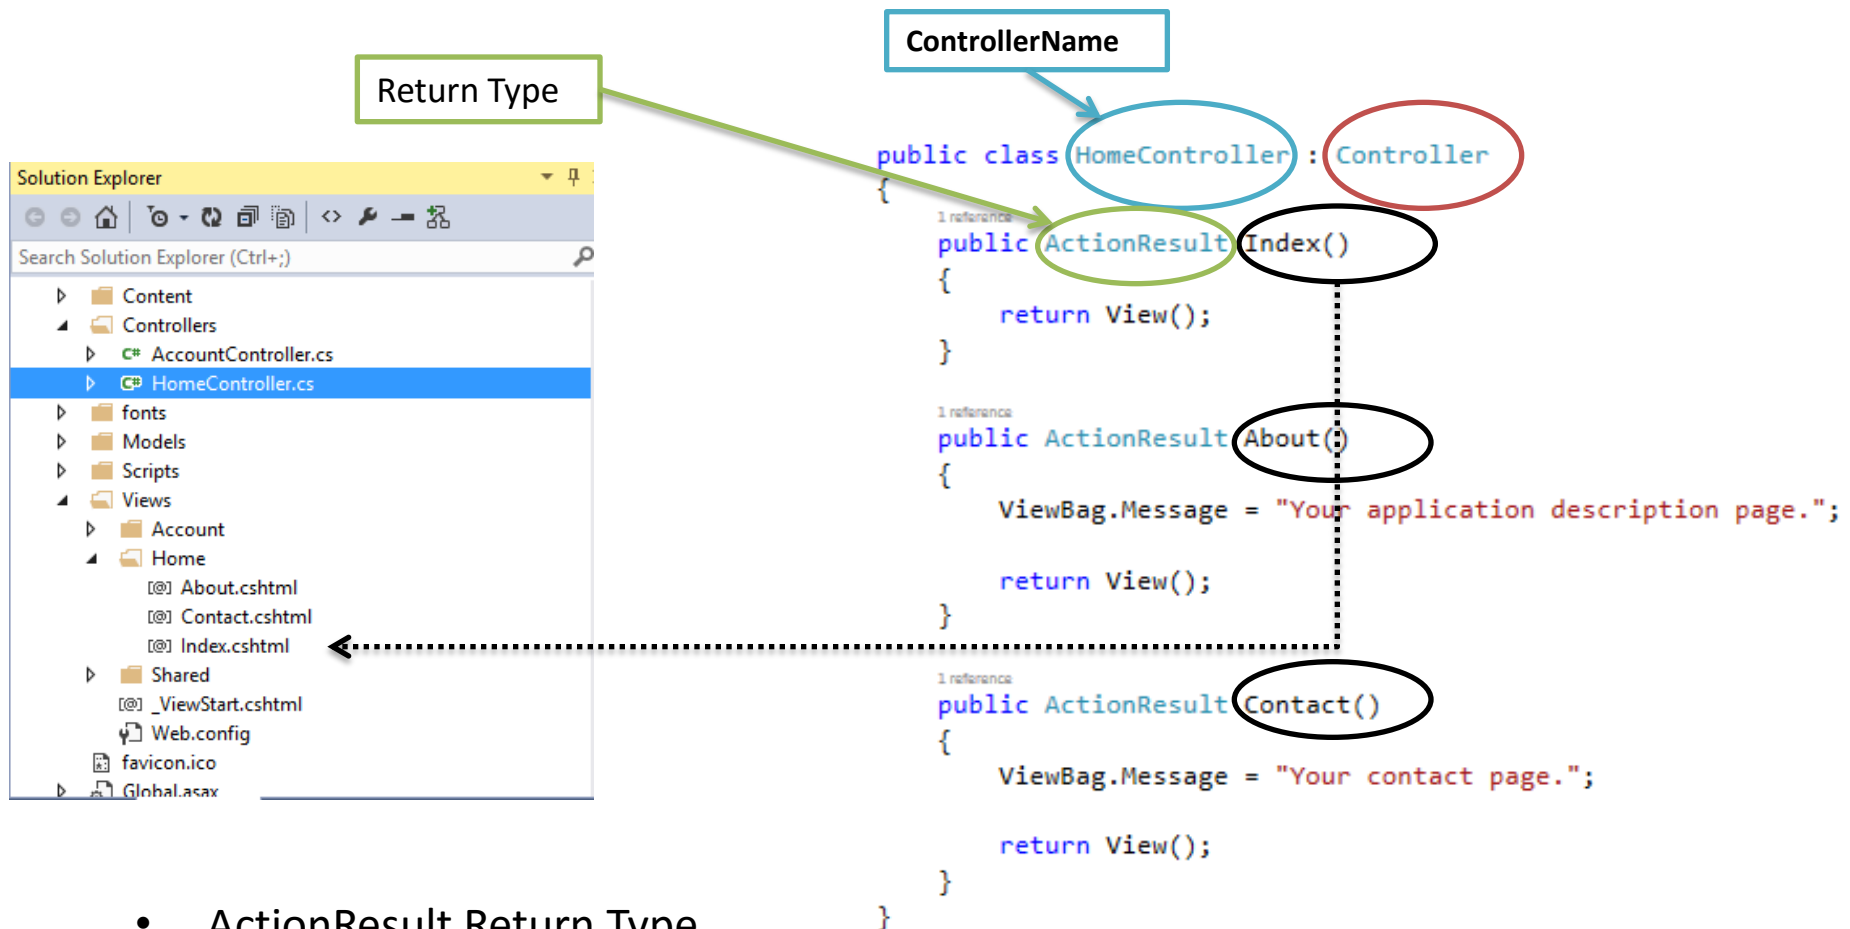 ControllerName
Return Type
Solution Explorer
Search Solution Explorer (Ctrl+;)
Content
Controllers
C# AccountController.cs
C# HomeController.cs
fonts
Models
Scripts
Views
Account
Home
[@] About.cshtml
[@] Contact.cshtml
[@] Index.cshtml
Shared
[@] _ViewStart.cshtml
Web.config
favicon.ico
Global.asax
public class HomeController : Controller
{
1 reference
public ActionResult Index()
{
return View();
}
1 reference
public ActionResult About()
{
ViewBag.Message = "Your application description page.";
return View();
}
1 reference
public ActionResult Contact()
{
ViewBag.Message = "Your contact page.";
return View();
}
}
• ActionResult Return Type